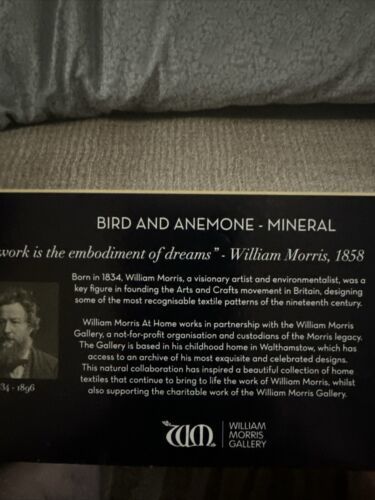 BIRD AND ANEMONE - MINERAL
work is the embodiment of dreams" - William Morris, 1858
Born in 1834, William Morris, a visionary artist and environmentalist, was a
key figure in founding the Arts and Crafts movement in Britain, designing
some of the most recognisable textile patterns of the nineteenth century.
William Morris At Home works in partnership with the William Morris
Gallery, a not-for-profit organisation and custodians of the Morris legacy.
The Gallery is based in his childhood home in Walthamstow, which has
access to an archive of his most exquisite and celebrated designs.
This natural collaboration has inspired a beautiful collection of home
textiles that continue to bring to life the work of William Morris, whilst
also supporting the charitable work of the William Morris Gallery.
34 - 1896
WM
WILLIAM
MORRIS
GALLERY